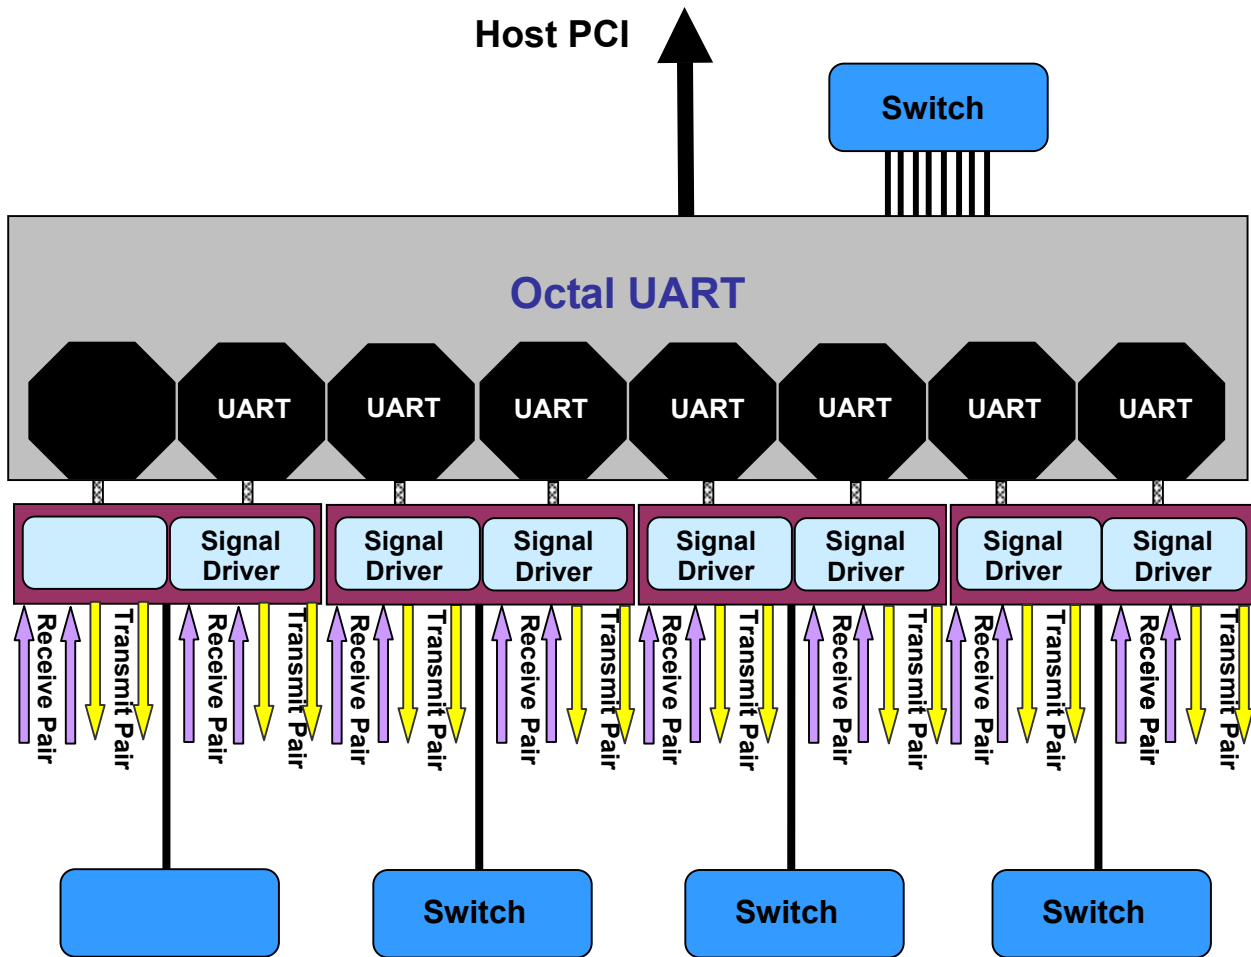 Host PCI
Switch
Octal UART
UART
UART
UART
UART
UART
UART
UART
Signal
Driver
Signal
Driver
Signal
Driver
Signal
Driver
Signal
Driver
Signal
Driver
Signal
Driver
Receive Pair
Transmit Pair
Receive Pair
Transmit Pair
Receive Pair
Transmit Pair
Receive Pair
Transmit Pair
Receive Pair
Transmit Pair
Receive Pair
Transmit Pair
Receive Pair
Transmit Pair
Receive Pair
Transmit Pair
Switch
Switch
Switch